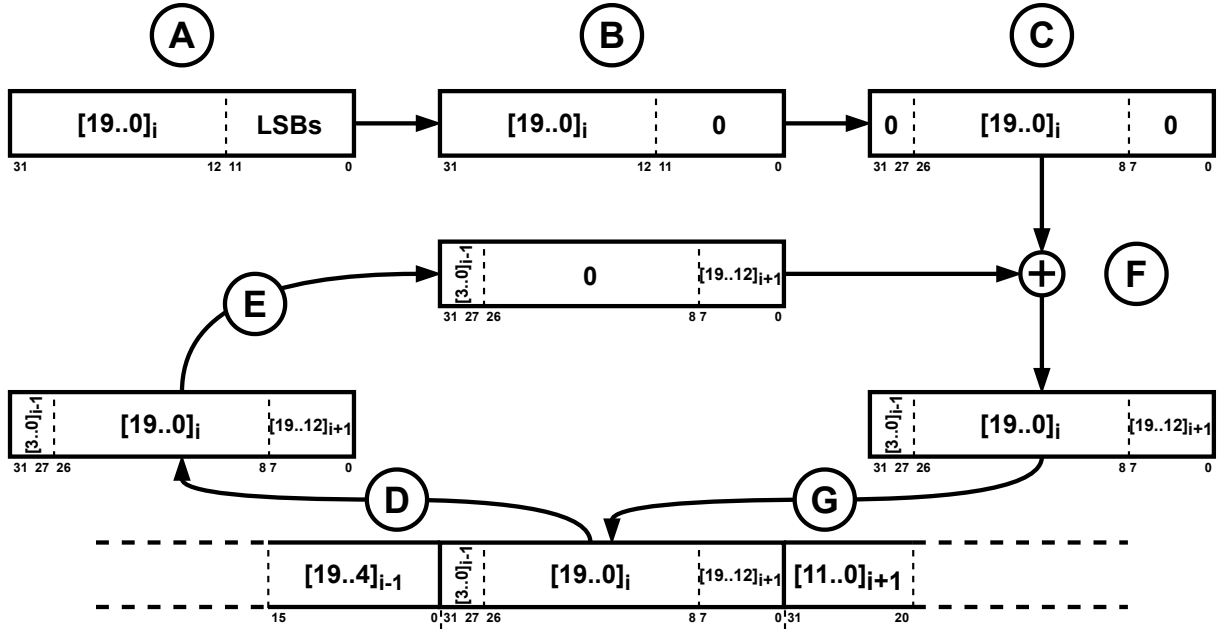 A B C
[19..0]i LSBs [19..0]i 0 0 [19..0]i 0
31 12 11 0 31 12 11 0 31 27 26 8 7 0
[3..0]i-1 0 [19..12]i+1 + F
E
31 27 26 8 7 0
[3..0]i-1 [19..0]i [19..12]i+1 [3..0]i-1 [19..0]i [19..12]i+1
31 27 26 8 7 0 31 27 26 8 7 0
D G
[19..4]i-1 [3..0]i-1 [19..0]i [19..12]i+1 [11..0]i+1
15 0 31 27 26 8 7 0 31 20